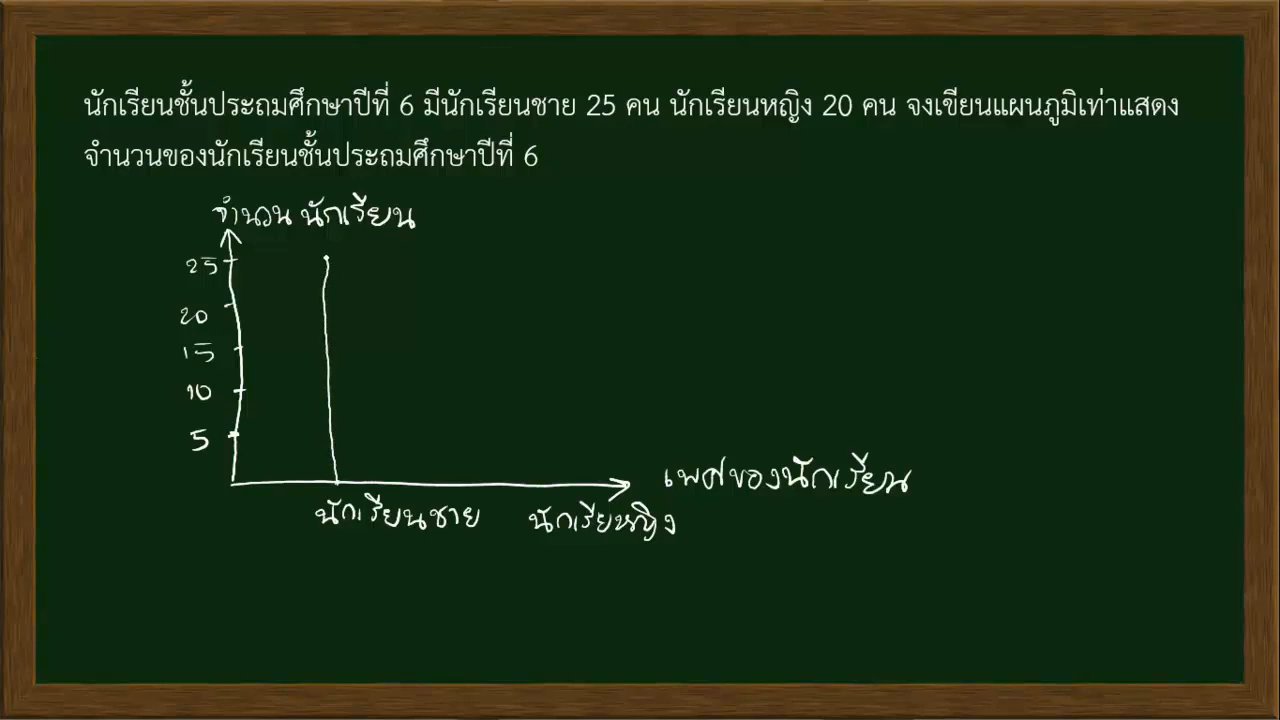 นักเรียนชั้นประถมศึกษาปีที่ 6 มีนักเรียนชาย 25 คน นักเรียนหญิง 20 คน จงเขียนแผนภูมิเท่าแสดง
จำนวนของนักเรียนชั้นประถมศึกษาปีที่ 6
จำนวน นักเรียน
25
20
15
10
5
เพศของนักเรียน
นักเรียนชาย นักเรียหญิง